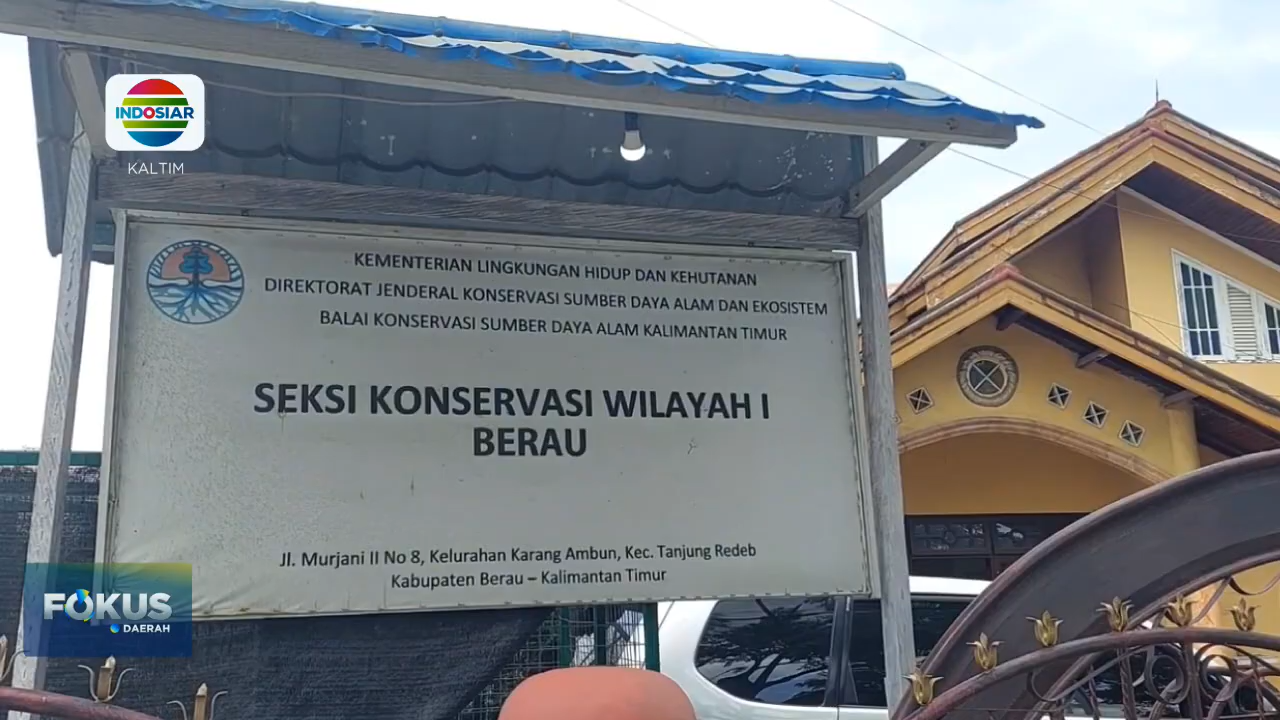 INDOSIAR
KALTIM
KEMENTERIAN LINGKUNGAN HIDUP DAN KEHUTANAN
DIREKTORAT JENDERAL KONSERVASI SUMBER DAYA ALAM DAN EKOSISTEM
BALAI KONSERVASI SUMBER DAYA ALAM KALIMANTAN TIMUR
SEKSI KONSERVASI WILAYAH I
BERAU
Jl. Murjani II No 8, Kelurahan Karang Ambun, Kec. Tanjung Redeb
Kabupaten Berau – Kalimantan Timur
FOKUS
DAERAH